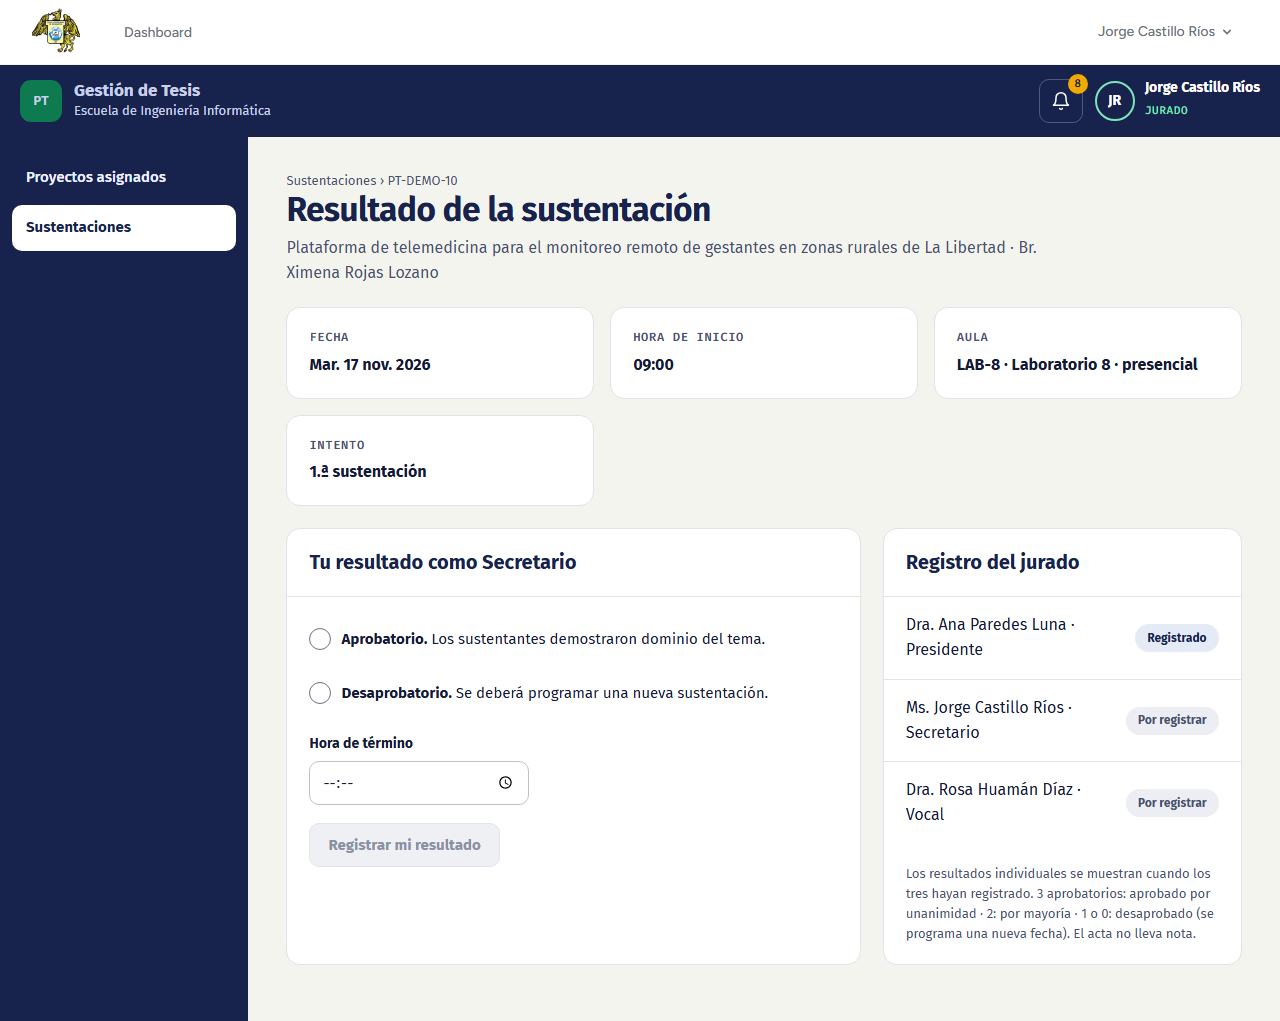 Dashboard
Jorge Castillo Ríos
PT
Gestión de Tesis
Escuela de Ingeniería Informática
8
JR
Jorge Castillo Ríos
JURADO
Proyectos asignados
Sustentaciones
Sustentaciones › PT-DEMO-10
Resultado de la sustentación
Plataforma de telemedicina para el monitoreo remoto de gestantes en zonas rurales de La Libertad · Br.
Ximena Rojas Lozano
FECHA
Mar. 17 nov. 2026
HORA DE INICIO
09:00
AULA
LAB-8 · Laboratorio 8 · presencial
INTENTO
1.ª sustentación
Tu resultado como Secretario
Aprobatorio. Los sustentantes demostraron dominio del tema.
Desaprobatorio. Se deberá programar una nueva sustentación.
Hora de término
--:--
Registrar mi resultado
Registro del jurado
Dra. Ana Paredes Luna ·
Presidente
Registrado
Ms. Jorge Castillo Ríos ·
Secretario
Por registrar
Dra. Rosa Huamán Díaz ·
Vocal
Por registrar
Los resultados individuales se muestran cuando los
tres hayan registrado. 3 aprobatorios: aprobado por
unanimidad · 2: por mayoría · 1 o 0: desaprobado (se
programa una nueva fecha). El acta no lleva nota.